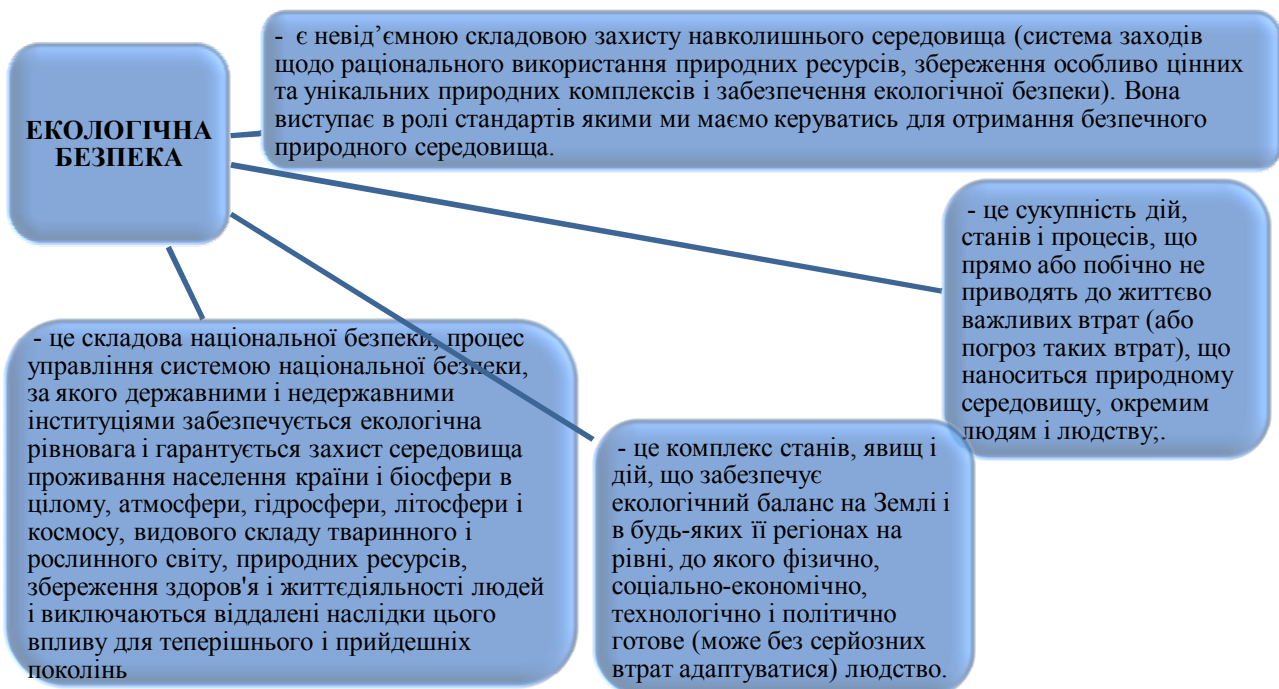 ЕКОЛОГІЧНА
БЕЗПЕКА
- є невід’ємною складовою захисту навколишнього середовища (система заходів
щодо раціонального використання природних ресурсів, збереження особливо цінних
та унікальних природних комплексів і забезпечення екологічної безпеки). Вона
виступає в ролі стандартів якими ми маємо керуватись для отримання безпечного
природного середовища.
- це сукупність дій,
станів і процесів, що
прямо або побічно не
приводять до життєво
важливих втрат (або
погроз таких втрат), що
наноситься природному
середовищу, окремим
людям і людству;.
- це складова національної безпеки, процес
управління системою національної безпеки,
за якого державними і недержавними
інституціями забезпечується екологічна
рівновага і гарантується захист середовища
проживання населення країни і біосфери в
цілому, атмосфери, гідросфери, літосфери і
космосу, видового складу тваринного і
рослинного світу, природних ресурсів,
збереження здоров'я і життєдіяльності людей
і виключаються віддалені наслідки цього
впливу для теперішнього і прийдешніх
поколінь
- це комплекс станів, явищ і
дій, що забезпечує
екологічний баланс на Землі і
в будь-яких її регіонах на
рівні, до якого фізично,
соціально-економічно,
технологічно і політично
готове (може без серйозних
втрат адаптуватися) людство.